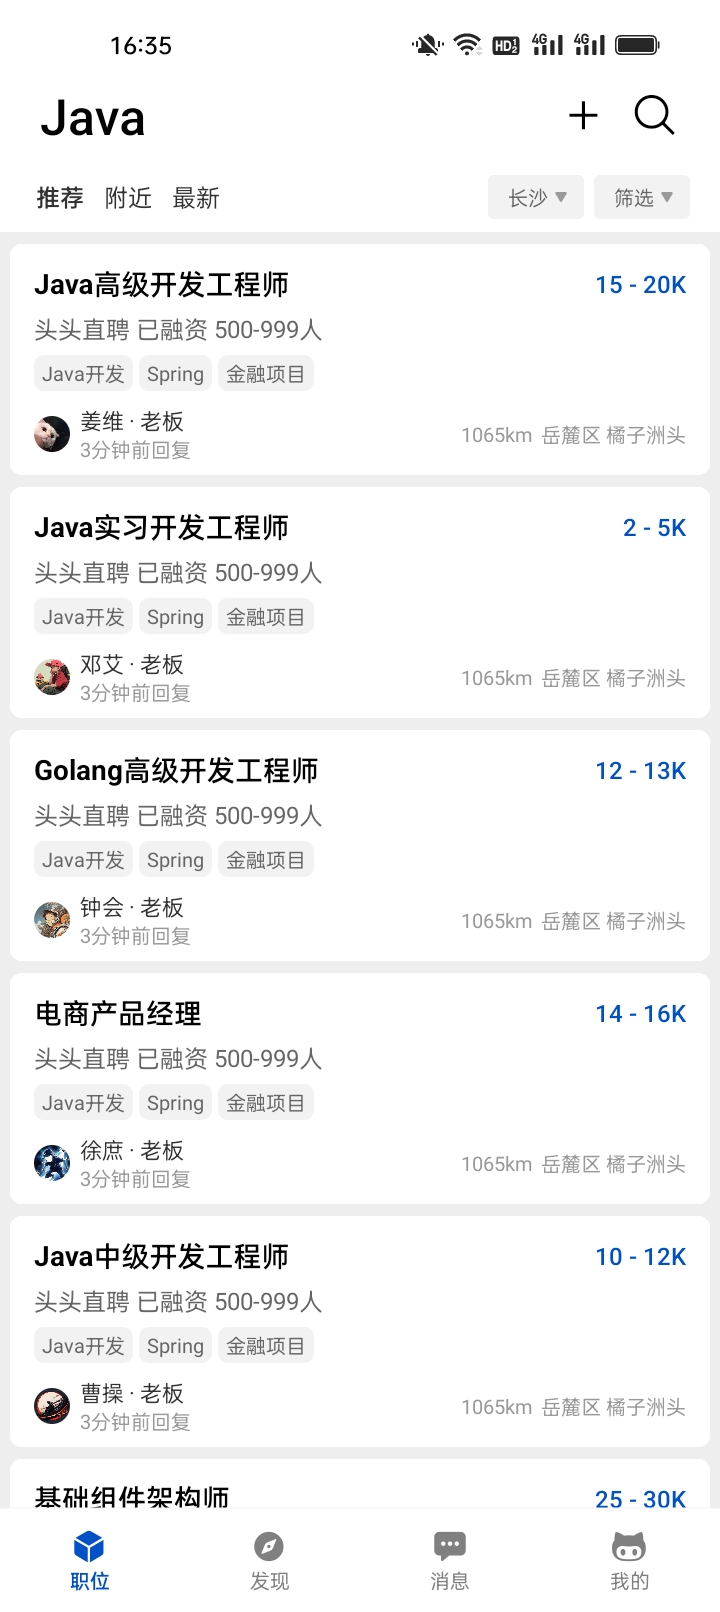 16:35
HD 1 2 4G 4G
Java
推荐 附近 最新 长沙 筛选
Java高级开发工程师 15 - 20K
头头直聘 已融资 500-999人
Java开发 Spring 金融项目
姜维 · 老板
3分钟前回复
1065km 岳麓区 橘子洲头
Java实习开发工程师 2 - 5K
头头直聘 已融资 500-999人
Java开发 Spring 金融项目
邓艾 · 老板
3分钟前回复
1065km 岳麓区 橘子洲头
Golang高级开发工程师 12 - 13K
头头直聘 已融资 500-999人
Java开发 Spring 金融项目
钟会 · 老板
3分钟前回复
1065km 岳麓区 橘子洲头
电商产品经理 14 - 16K
头头直聘 已融资 500-999人
Java开发 Spring 金融项目
徐庶 · 老板
3分钟前回复
1065km 岳麓区 橘子洲头
Java中级开发工程师 10 - 12K
头头直聘 已融资 500-999人
Java开发 Spring 金融项目
曹操 · 老板
3分钟前回复
1065km 岳麓区 橘子洲头
基础组件架构师 25 - 30K
职位 发现 消息 我的